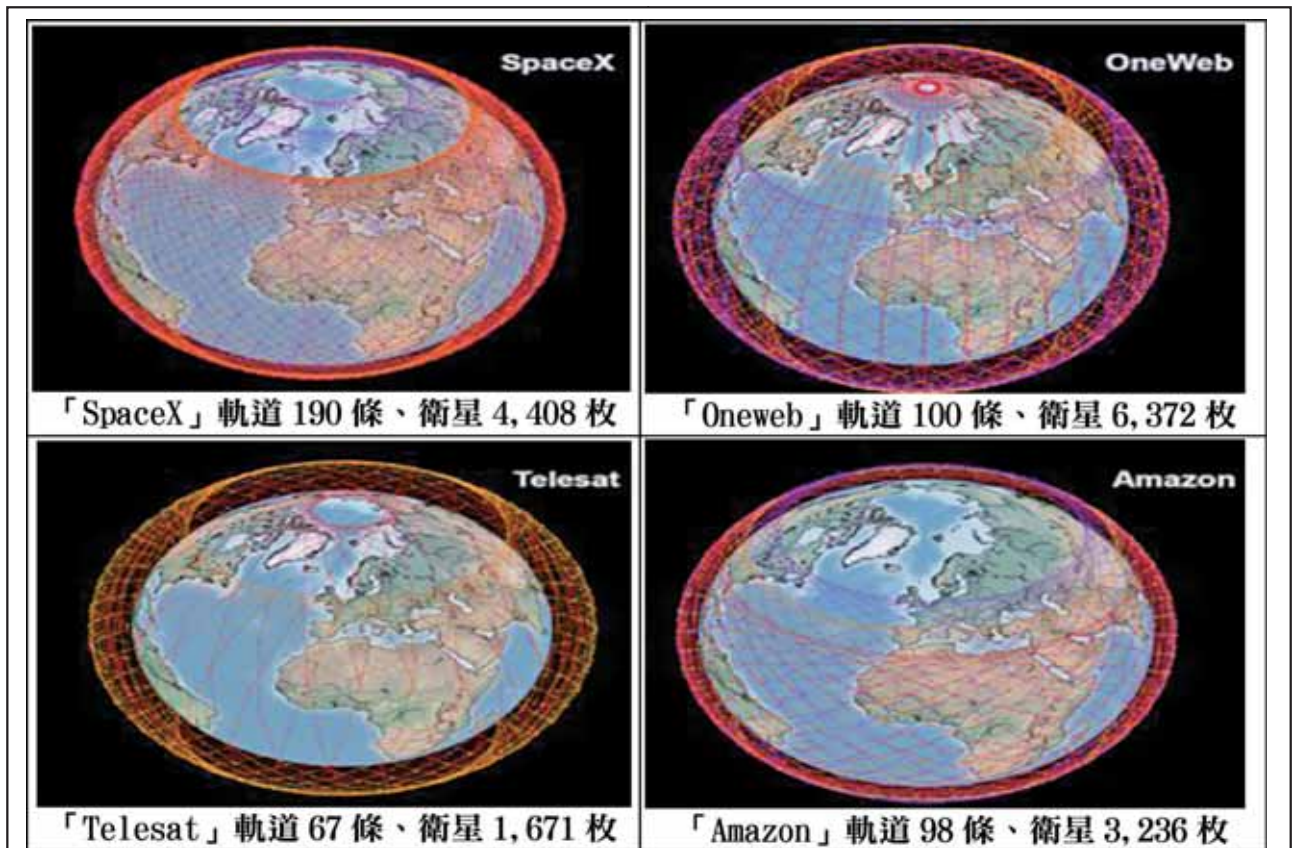 SpaceX
OneWeb
「SpaceX」軌道 190 條、衛星 4,408 枚
「Oneweb」軌道 100 條、衛星 6,372 枚
Telesat
Amazon
「Telesat」軌道 67 條、衛星 1,671 枚
「Amazon」軌道 98 條、衛星 3,236 枚